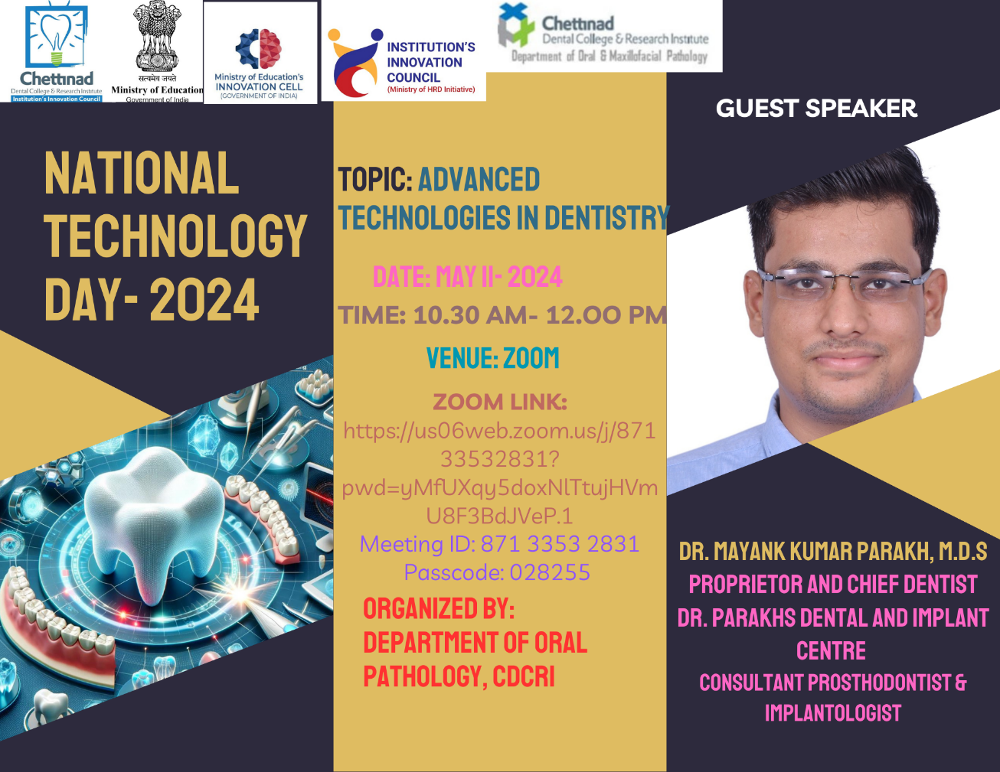 Chettinad
Dental College & Research Institute
Institution's Innovation Council
सत्यमेव जयते
Ministry of Education
Government of India
Ministry of Education's
INNOVATION CELL
(GOVERNMENT OF INDIA)
INSTITUTION'S
INNOVATION
COUNCIL
(Ministry of HRD Initiative)
Chettinad
Dental College & Research Institute
Department of Oral & Maxillofacial Pathology
NATIONAL
TECHNOLOGY
DAY- 2024
TOPIC: ADVANCED
TECHNOLOGIES IN DENTISTRY
DATE: MAY 11- 2024
TIME: 10.30 AM- 12.OO PM
VENUE: ZOOM
ZOOM LINK:
https://us06web.zoom.us/j/871
33532831?
pwd=yMfUXqy5doxNlTtujHVm
U8F3BdJVeP.1
Meeting ID: 871 3353 2831
Passcode: 028255
ORGANIZED BY:
DEPARTMENT OF ORAL
PATHOLOGY, CDCRI
GUEST SPEAKER
DR. MAYANK KUMAR PARAKH, M.D.S
PROPRIETOR AND CHIEF DENTIST
DR. PARAKHS DENTAL AND IMPLANT
CENTRE
CONSULTANT PROSTHODONTIST &
IMPLANTOLOGIST